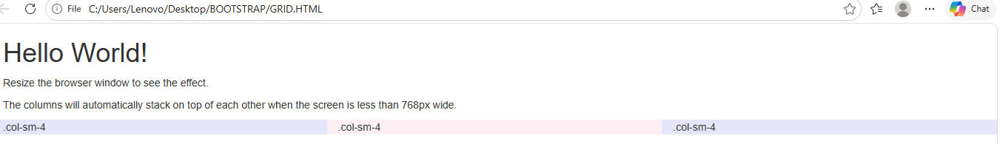 File C:/Users/Lenovo/Desktop/BOOTSTRAP/GRID.HTML Chat
Hello World!
Resize the browser window to see the effect.
The columns will automatically stack on top of each other when the screen is less than 768px wide.
.col-sm-4 .col-sm-4 .col-sm-4